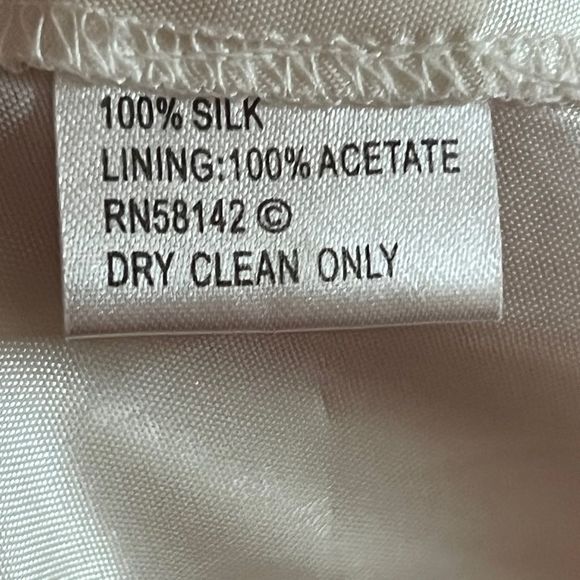 100% SILK
LINING:100% ACETATE
RN58142 ©
DRY CLEAN ONLY